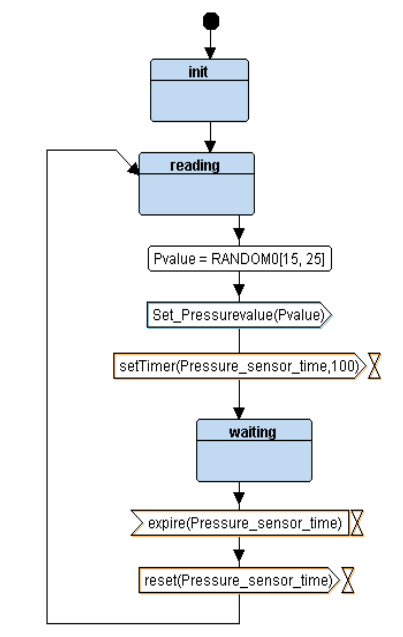 init
reading
Pvalue = RANDOM0[15, 25]
Set_Pressurevalue(Pvalue)
setTimer(Pressure_sensor_time,100)
waiting
expire(Pressure_sensor_time)
reset(Pressure_sensor_time)